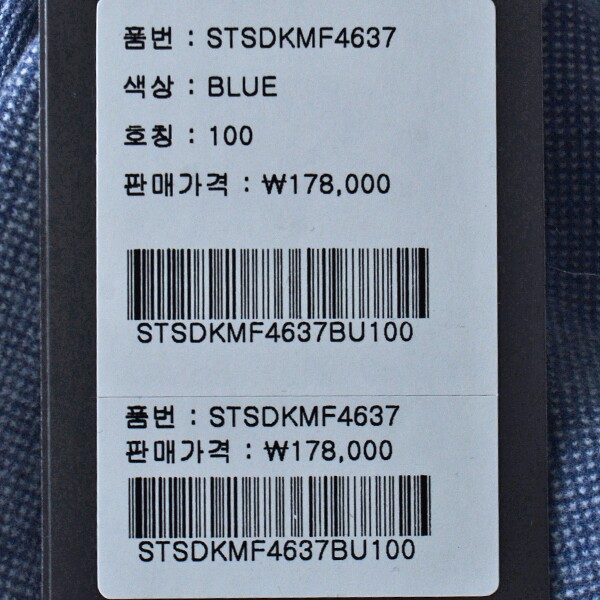 품번 : STSDKMF4637
색상 : BLUE
호칭 : 100
판매가격 : ₩178,000
STSDKMF4637BU100
품번 : STSDKMF4637
판매가격 : ₩178,000
STSDKMF4637BU100